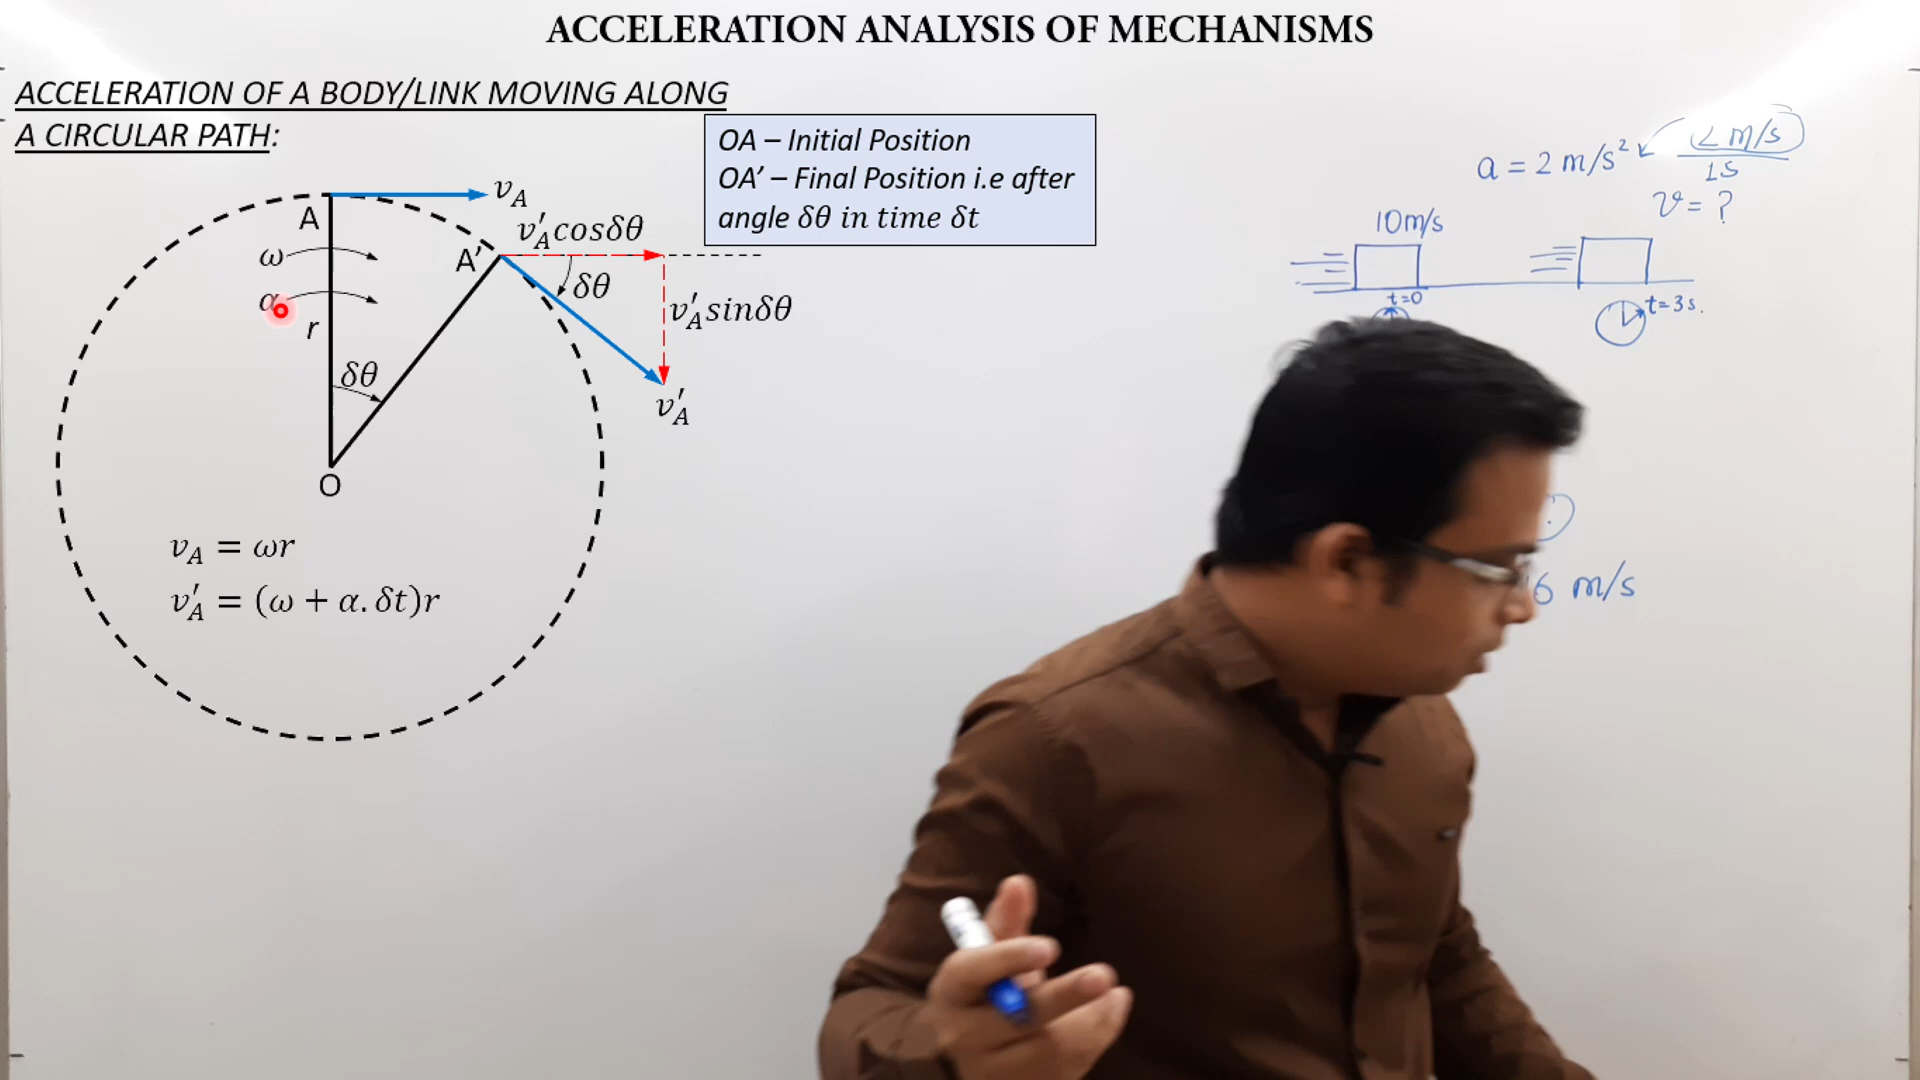 ACCELERATION ANALYSIS OF MECHANISMS
ACCELERATION OF A BODY/LINK MOVING ALONG
A CIRCULAR PATH:
OA – Initial Position
OA’ – Final Position i.e after
angle δθ in time δt
v_A
A
v′_A cosδθ
ω
A'
δθ
α
v′_A sinδθ
r
δθ
v′_A
O
v_A = ωr
v′_A = (ω + α. δt)r
a = 2 m/s² 2 m/s
1s
v = ?
10 m/s
t=0
t=3s.
6 m/s